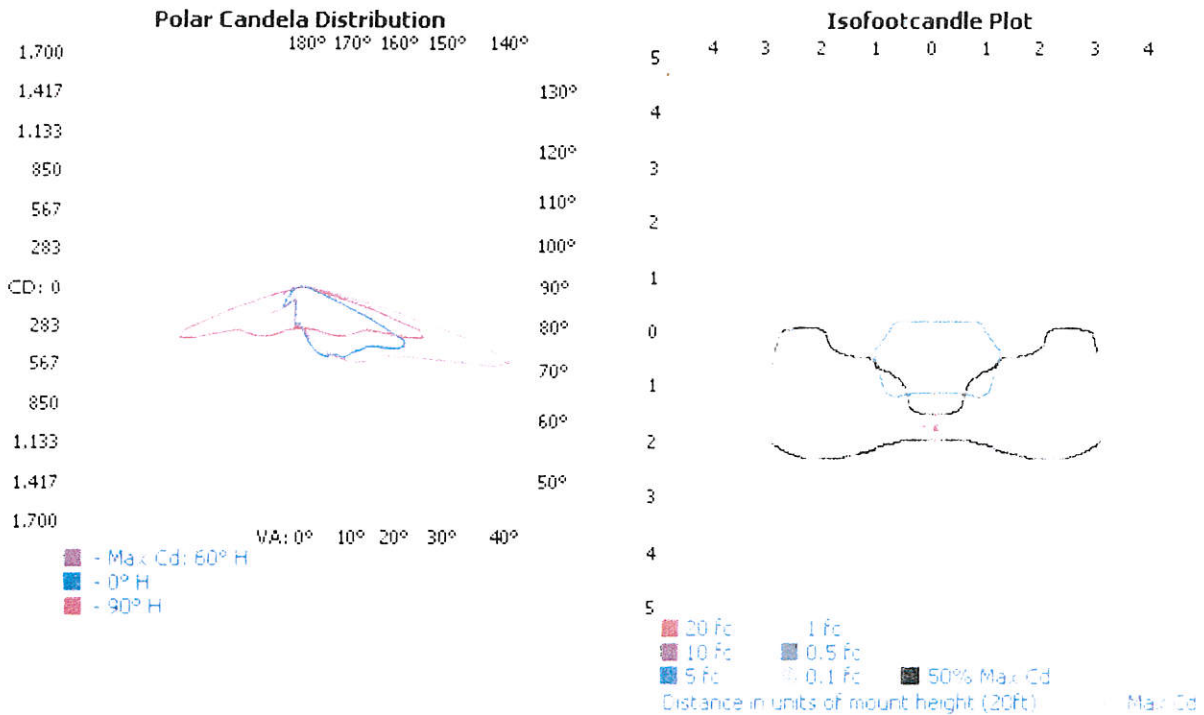 Polar Candela Distribution
180° 170° 160° 150° 140°
1,700
1,417
1.133
850
567
283
CD: 0
283
567
850
1.133
1.417
1.700
130°
120°
110°
100°
90°
80°
70°
60°
50°
VA: 0° 10° 20° 30° 40°
- Max Cd: 60° H
- 0° H
- 90° H
Isofootcandle Plot
4 3 2 1 0 1 2 3 4
5
4
3
2
1
0
1
2
3
4
5
20 fc 1 fc
10 fc 0.5 fc
5 fc 0.1 fc 50% Max Cd
Distance in units of mount height (20ft) Max Cd